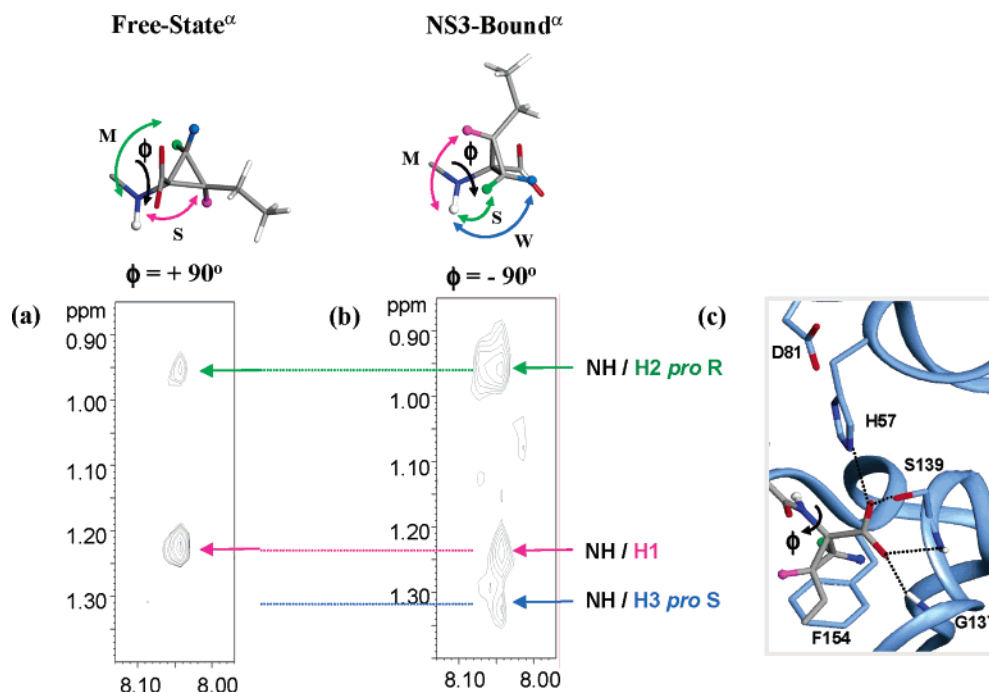 Free-Stateᵅ NS3-Boundᵅ
M ϕ S
M ϕ S W
ϕ = + 90º ϕ = - 90º
(a) ppm (b) ppm (c)
0.90 0.90
1.00 1.00
1.10 1.10
1.20 1.20
1.30 1.30
8.10 8.00 8.10 8.00
NH / H2 pro R
NH / H1
NH / H3 pro S
D81
H57
S139
ϕ
F154
G137